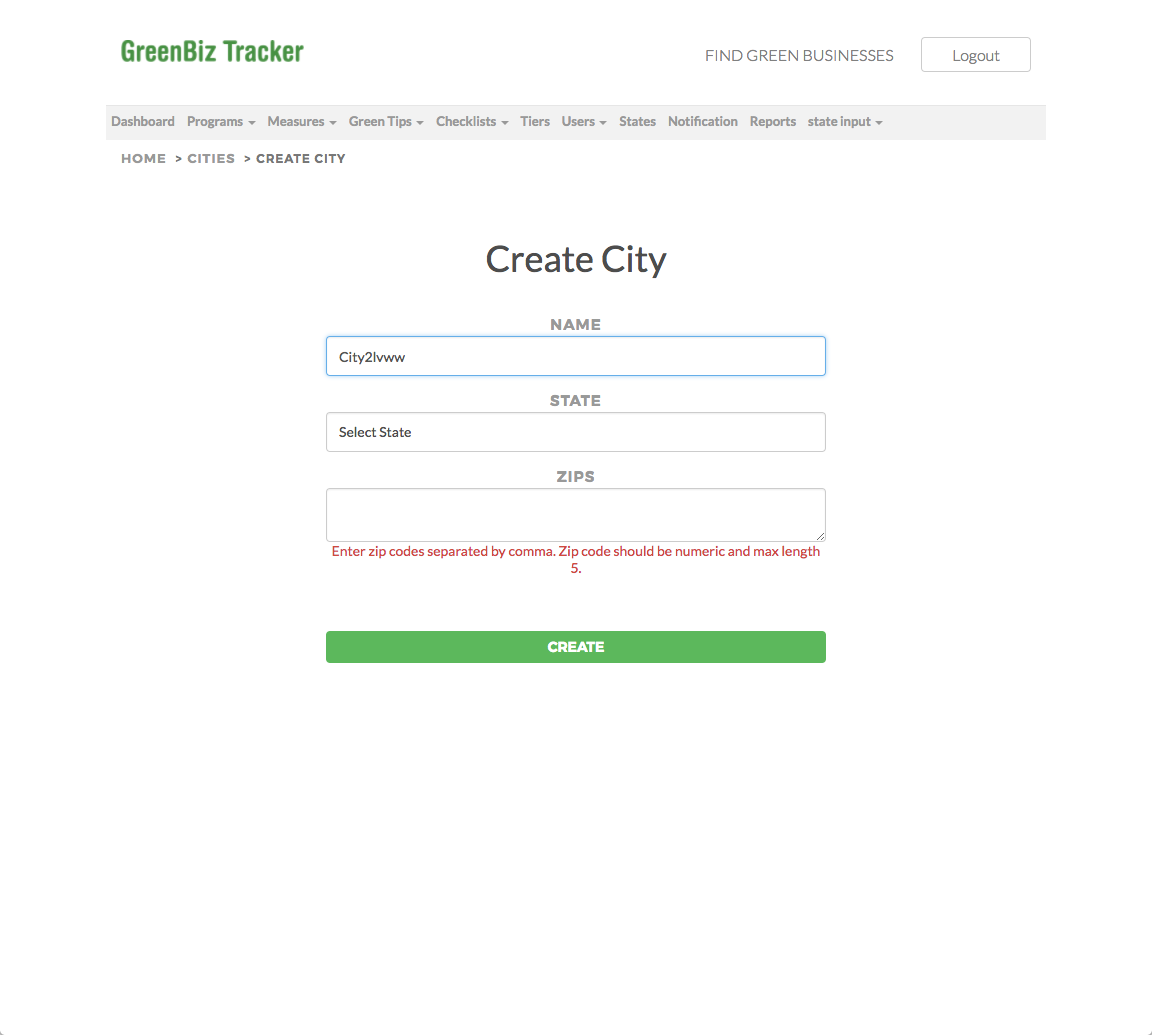 GreenBiz Tracker
FIND GREEN BUSINESSES
Logout
Dashboard Programs Measures Green Tips Checklists Tiers Users States Notification Reports state input
HOME > CITIES > CREATE CITY
Create City
NAME
City2lvww
STATE
Select State
ZIPS
Enter zip codes separated by comma. Zip code should be numeric and max length
5.
CREATE